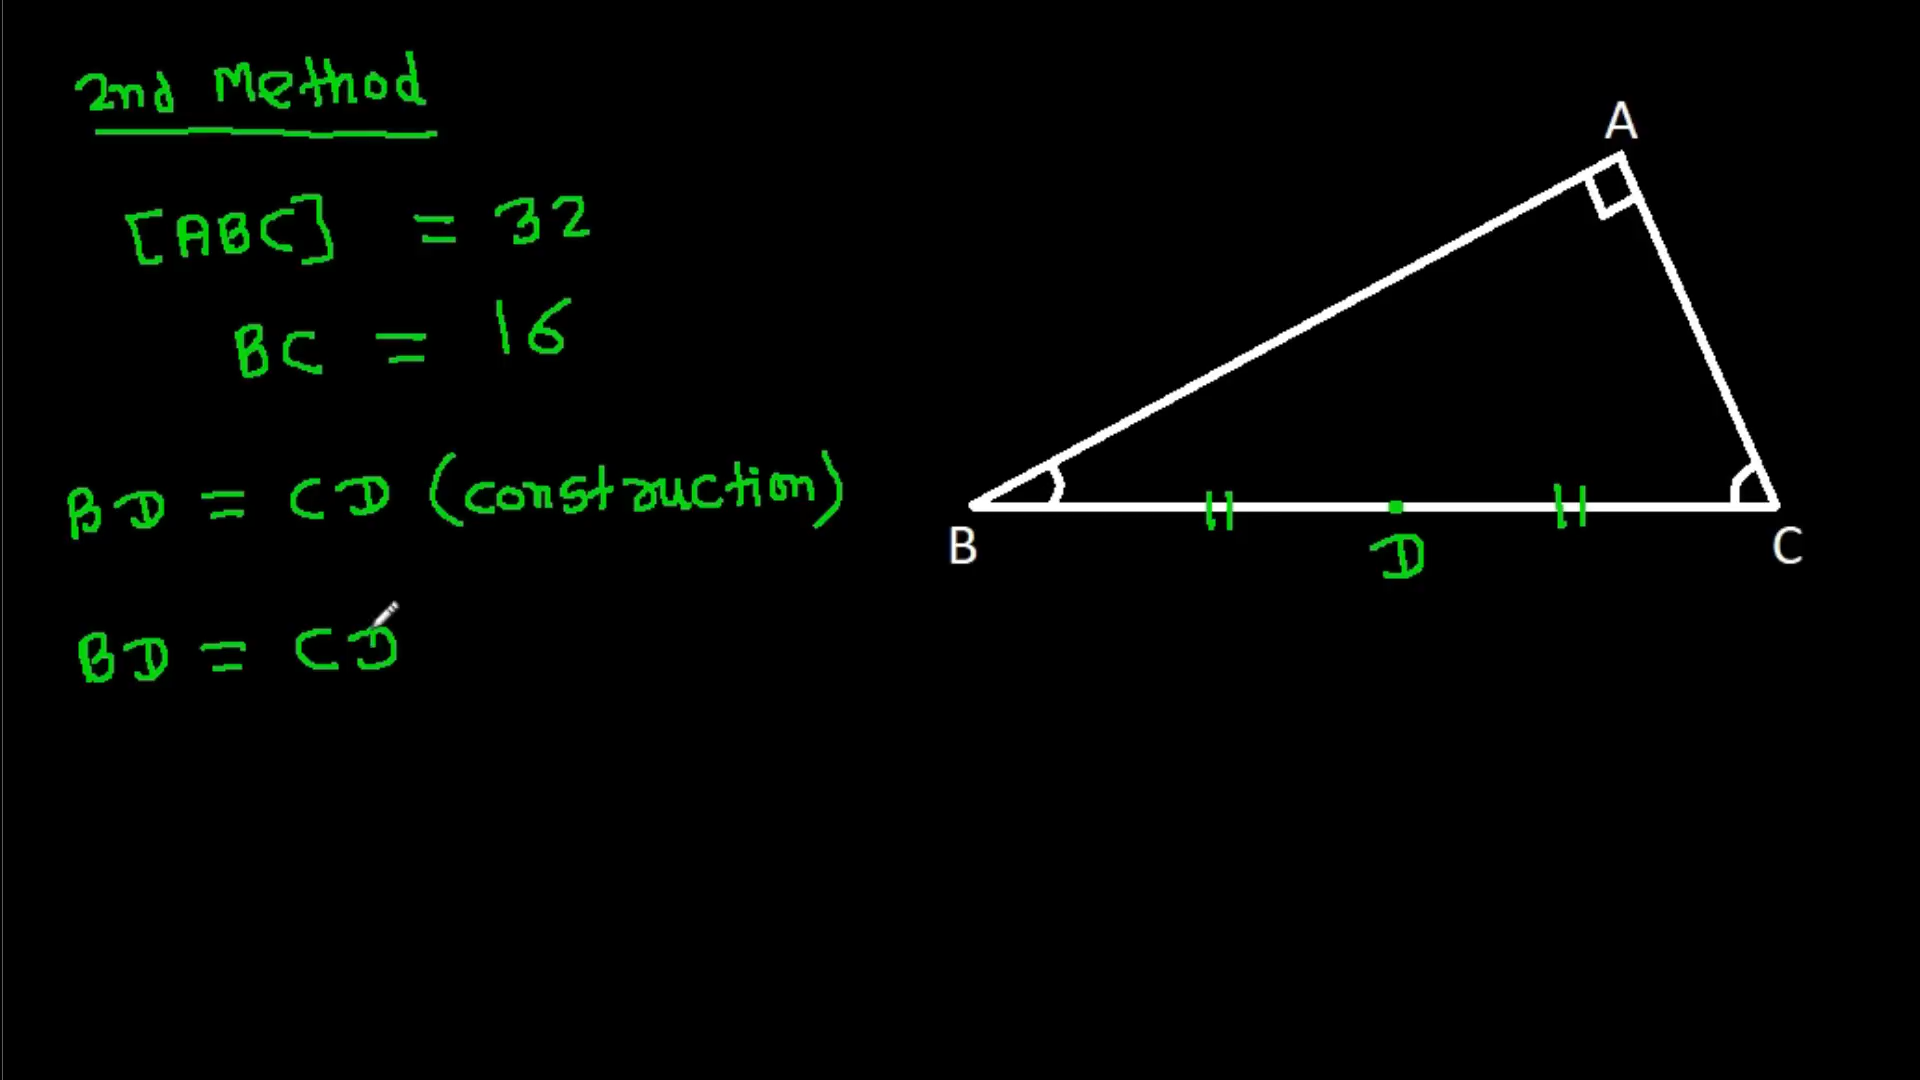 2nd Method
[ABC] = 32
BC = 16
BD = CD (construction)
BD = CD
A
B
D
C